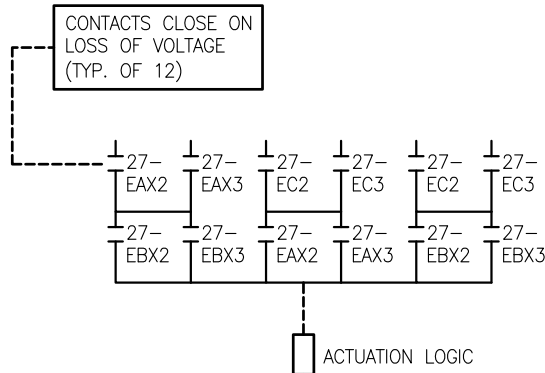 CONTACTS CLOSE ON
LOSS OF VOLTAGE
(TYP. OF 12)
27- 27- 27- 27- 27- 27-
EAX2 EAX3 EC2 EC3 EC2 EC3
27- 27- 27- 27- 27- 27-
EBX2 EBX3 EAX2 EAX3 EBX2 EBX3
ACTUATION LOGIC